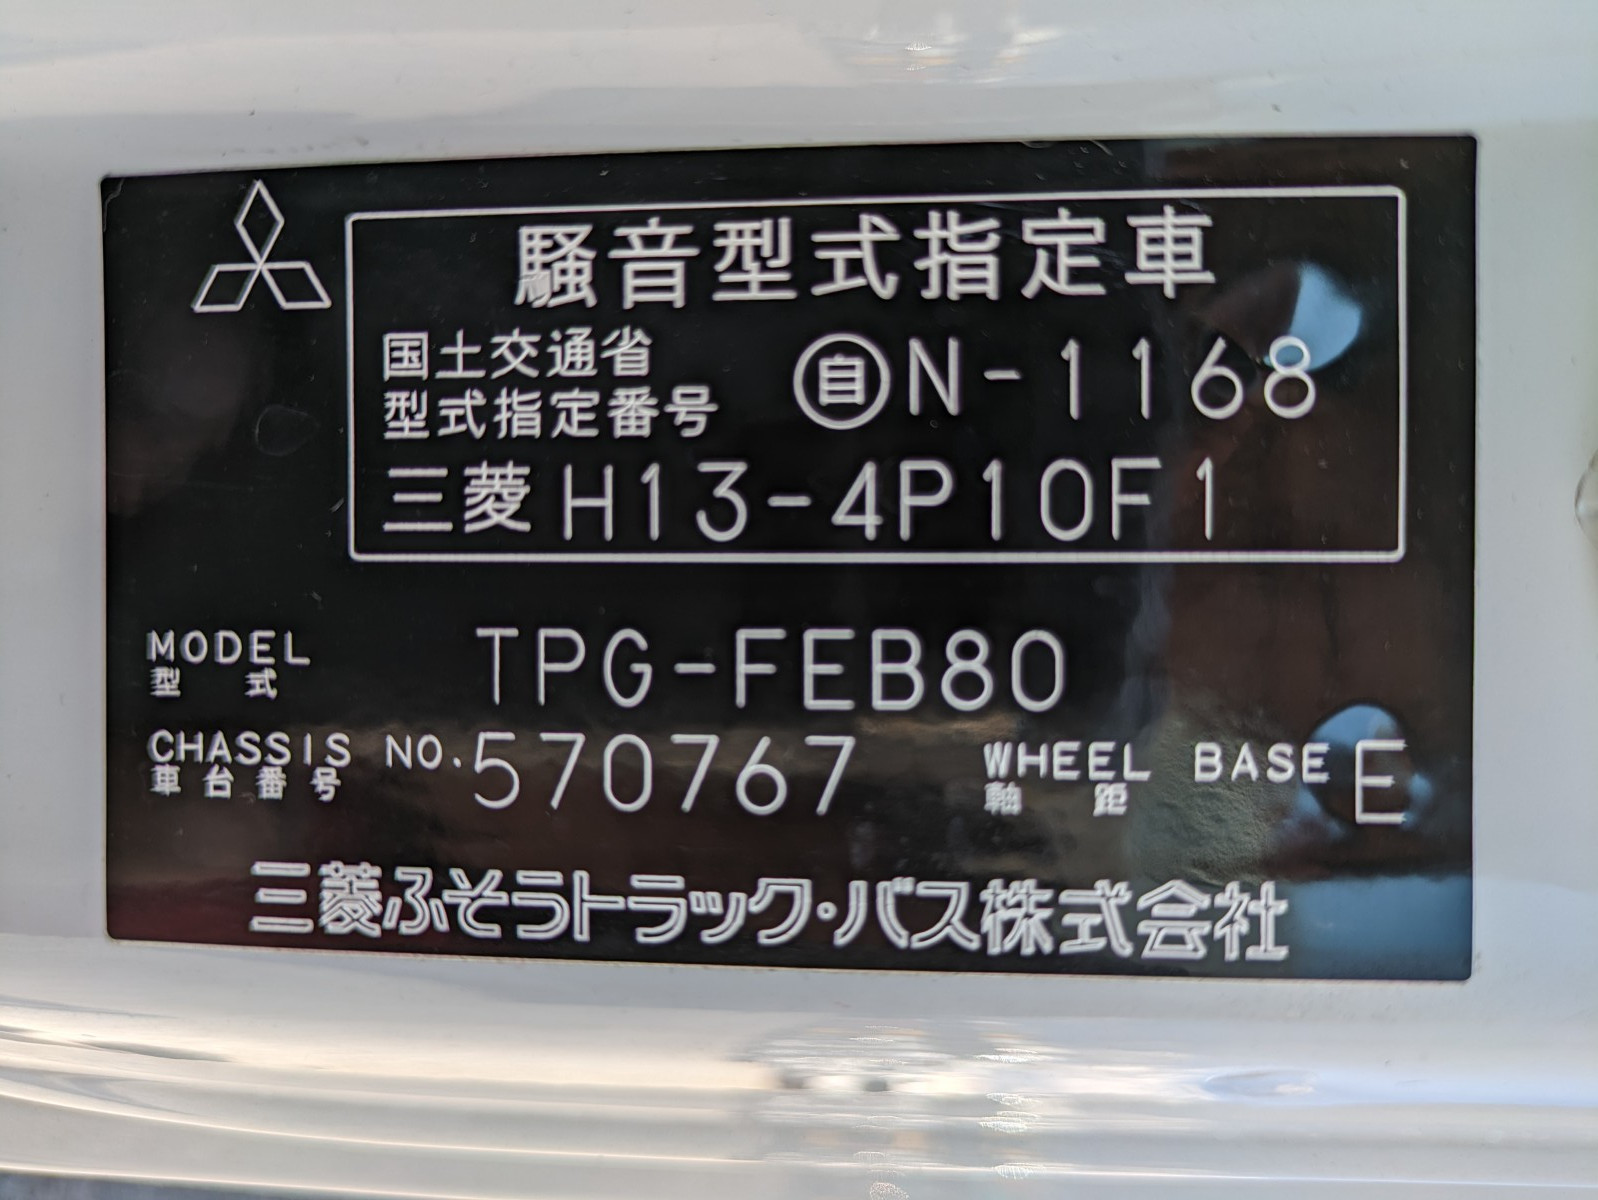 騒音型式指定車
国土交通省
型式指定番号 自 N-1168
三菱 H13-4P10F1
MODEL TPG-FEB80
型式
CHASSIS NO. 570767 WHEEL BASE E
車台番号 軸距
三菱ふそうトラック・バス株式会社